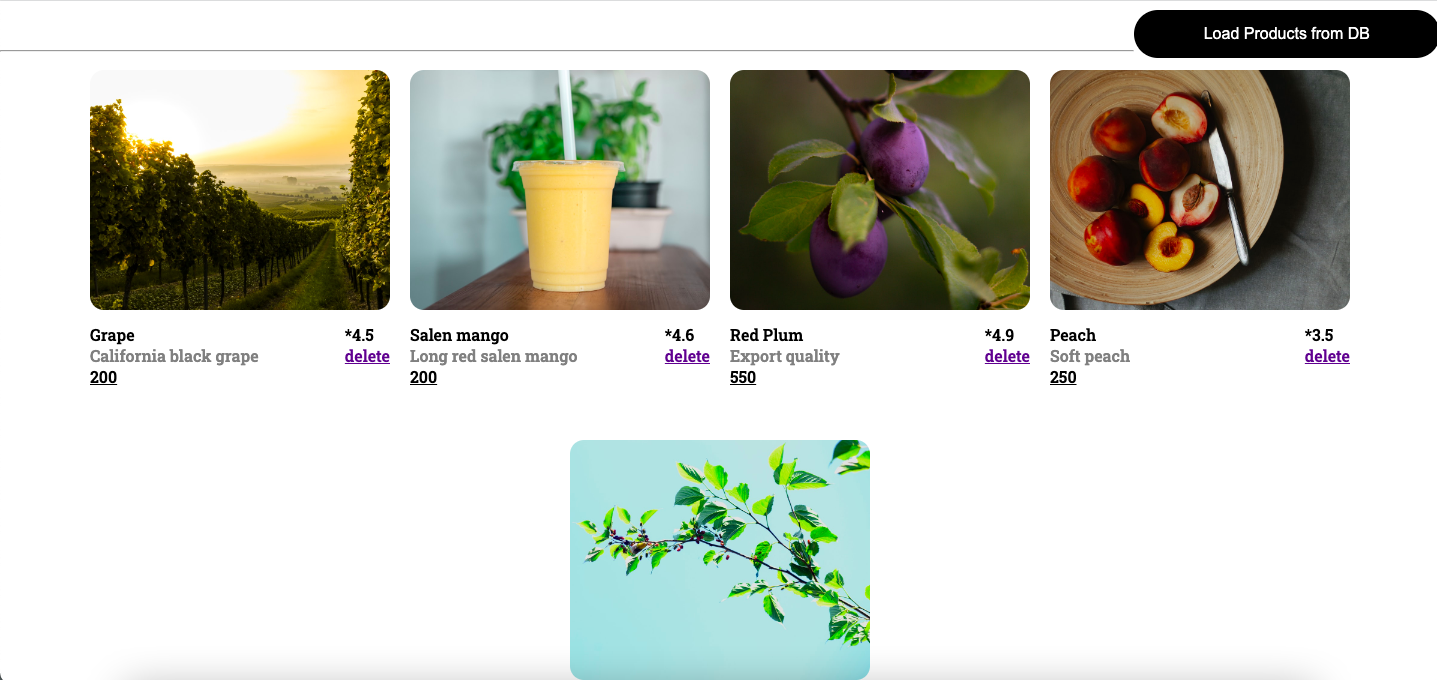 Load Products from DB
Grape *4.5
California black grape delete
200
Salen mango *4.6
Long red salen mango delete
200
Red Plum *4.9
Export quality delete
550
Peach *3.5
Soft peach delete
250